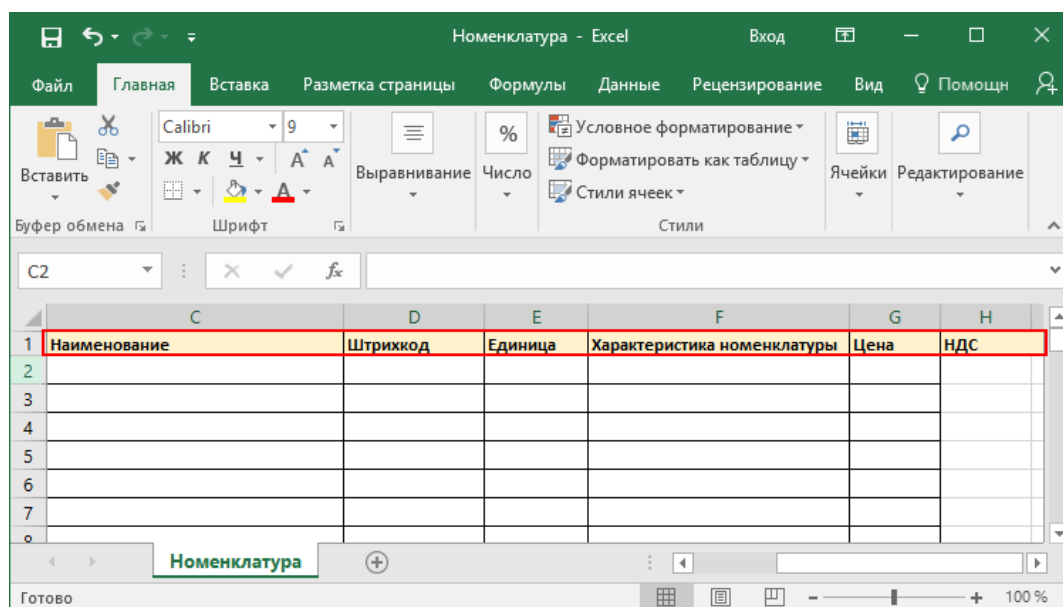 Номенклатура - Excel Вход
Файл Главная Вставка Разметка страницы Формулы Данные Рецензирование Вид Помощн
Calibri 9 % Условное форматирование
Ж К Ч А А Форматировать как таблицу
Вставить Выравнивание Число Ячейки Редактирование
А Стили ячеек
Буфер обмена Шрифт Стили
C2 fx
C D E F G H
1 Наименование Штрихкод Единица Характеристика номенклатуры Цена НДС
2
3
4
5
6
7
8
Номенклатура
Готово 100 %